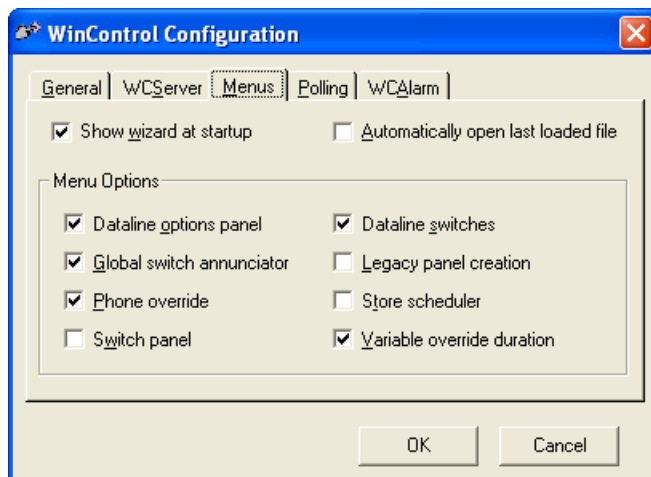 WinControl Configuration
General WCServer Menus Polling WCAlarm
Show wizard at startup Automatically open last loaded file
Menu Options
Dataline options panel Dataline switches
Global switch annunciator Legacy panel creation
Phone override Store scheduler
Switch panel Variable override duration
OK Cancel